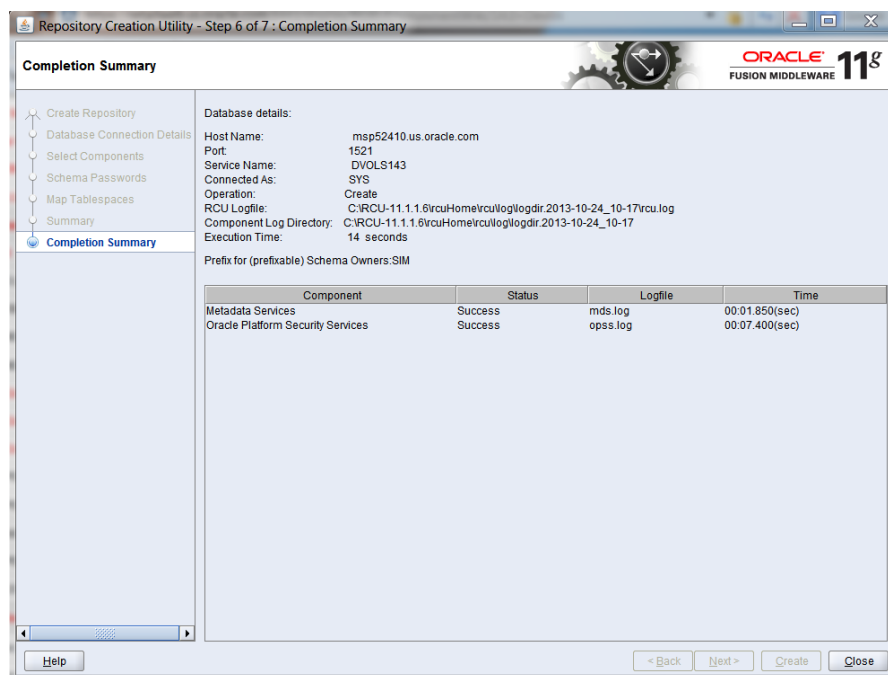 Repository Creation Utility - Step 6 of 7 : Completion Summary
Completion Summary
ORACLE
FUSION MIDDLEWARE 11g
Create Repository
Database Connection Details
Select Components
Schema Passwords
Map Tablespaces
Summary
Completion Summary
Database details:
Host Name: msp52410.us.oracle.com
Port: 1521
Service Name: DVOLS143
Connected As: SYS
Operation: Create
RCU Logfile: C:\RCU-11.1.1.6\rcuHome\rcu\log\logdir.2013-10-24_10-17\rcu.log
Component Log Directory: C:\RCU-11.1.1.6\rcuHome\rcu\log\logdir.2013-10-24_10-17
Execution Time: 14 seconds
Prefix for (prefixable) Schema Owners:SIM
Component Status Logfile Time
Metadata Services Success mds.log 00:01.850(sec)
Oracle Platform Security Services Success opss.log 00:07.400(sec)
Help < Back Next > Create Close